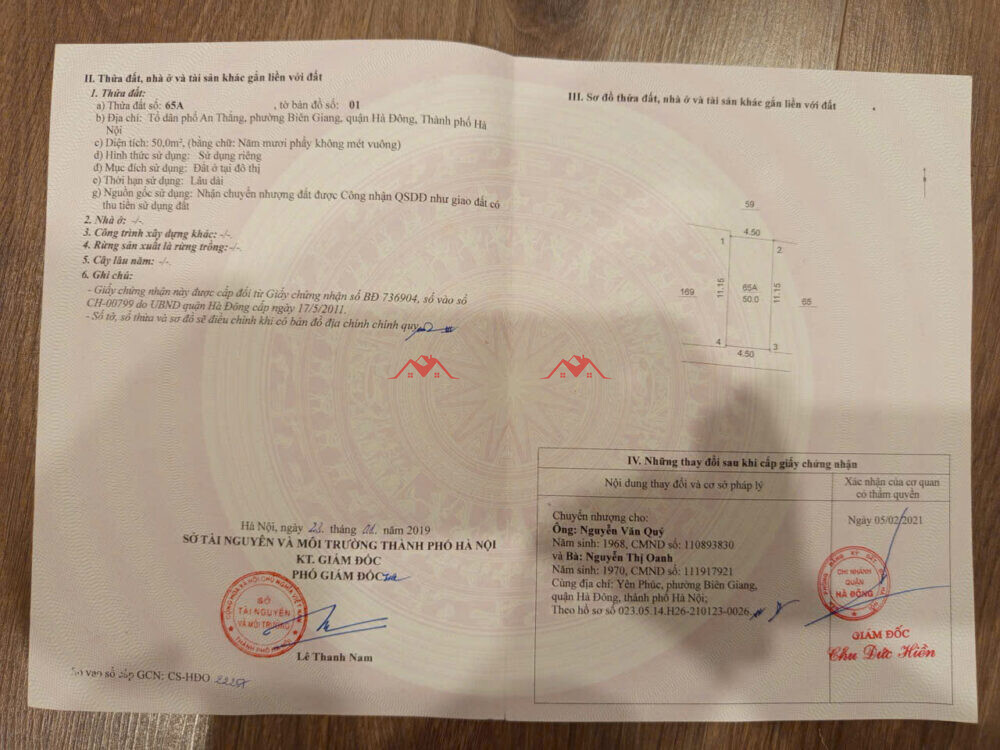 II. Thửa đất, nhà ở và tài sản khác gắn liền với đất
1. Thửa đất:
a) Thửa đất số: 65A , tờ bản đồ số: 01
b) Địa chỉ: Tổ dân phố An Thắng, phường Biên Giang, quận Hà Đông, Thành phố Hà
Nội
c) Diện tích: 50,0m², (bằng chữ: Năm mươi phẩy không mét vuông)
d) Hình thức sử dụng: Sử dụng riêng
đ) Mục đích sử dụng: Đất ở tại đô thị
e) Thời hạn sử dụng: Lâu dài
g) Nguồn gốc sử dụng: Nhận chuyển nhượng đất được Công nhận QSDĐ như giao đất có
thu tiền sử dụng đất
2. Nhà ở: -/-.
3. Công trình xây dựng khác: -/-.
4. Rừng sản xuất là rừng trồng: -/-.
5. Cây lâu năm: -/-.
6. Ghi chú:
- Giấy chứng nhận này được cấp đổi từ Giấy chứng nhận số BĐ 736904, số vào sổ
CH-00799 do UBND quận Hà Đông cấp ngày 17/5/2011.
- Số tờ, số thửa và sơ đồ sẽ điều chỉnh khi có bản đồ địa chính chính quy
Hà Nội, ngày 23 tháng 01 năm 2019
SỞ TÀI NGUYÊN VÀ MÔI TRƯỜNG THÀNH PHỐ HÀ NỘI
KT. GIÁM ĐỐC
PHÓ GIÁM ĐỐC
SỞ
TÀI NGUYÊN
VÀ MÔI TRƯỜNG
Lê Thanh Nam
Số vào sổ cấp GCN: CS-HĐO
III. Sơ đồ thửa đất, nhà ở và tài sản khác gắn liền với đất
59
4.50
1
2
169
11.15
65A
50.0
11.15
65
4
3
4.50
IV. Những thay đổi sau khi cấp giấy chứng nhận
Nội dung thay đổi và cơ sở pháp lý
Xác nhận của cơ quan
có thẩm quyền
Chuyển nhượng cho:
Ông: Nguyễn Văn Quý
Năm sinh: 1968, CMND số: 110893830
và Bà: Nguyễn Thị Oanh
Năm sinh: 1970, CMND số: 111917921
Cùng địa chỉ: Yên Phúc, phường Biên Giang,
quận Hà Đông, thành phố Hà Nội;
Theo hồ sơ số 023.05.14.H26-210123-0026
Ngày 05/02/2021
CHI NHÁNH
QUẬN
HÀ ĐÔNG
GIÁM ĐỐC
Chu Đức Hiền